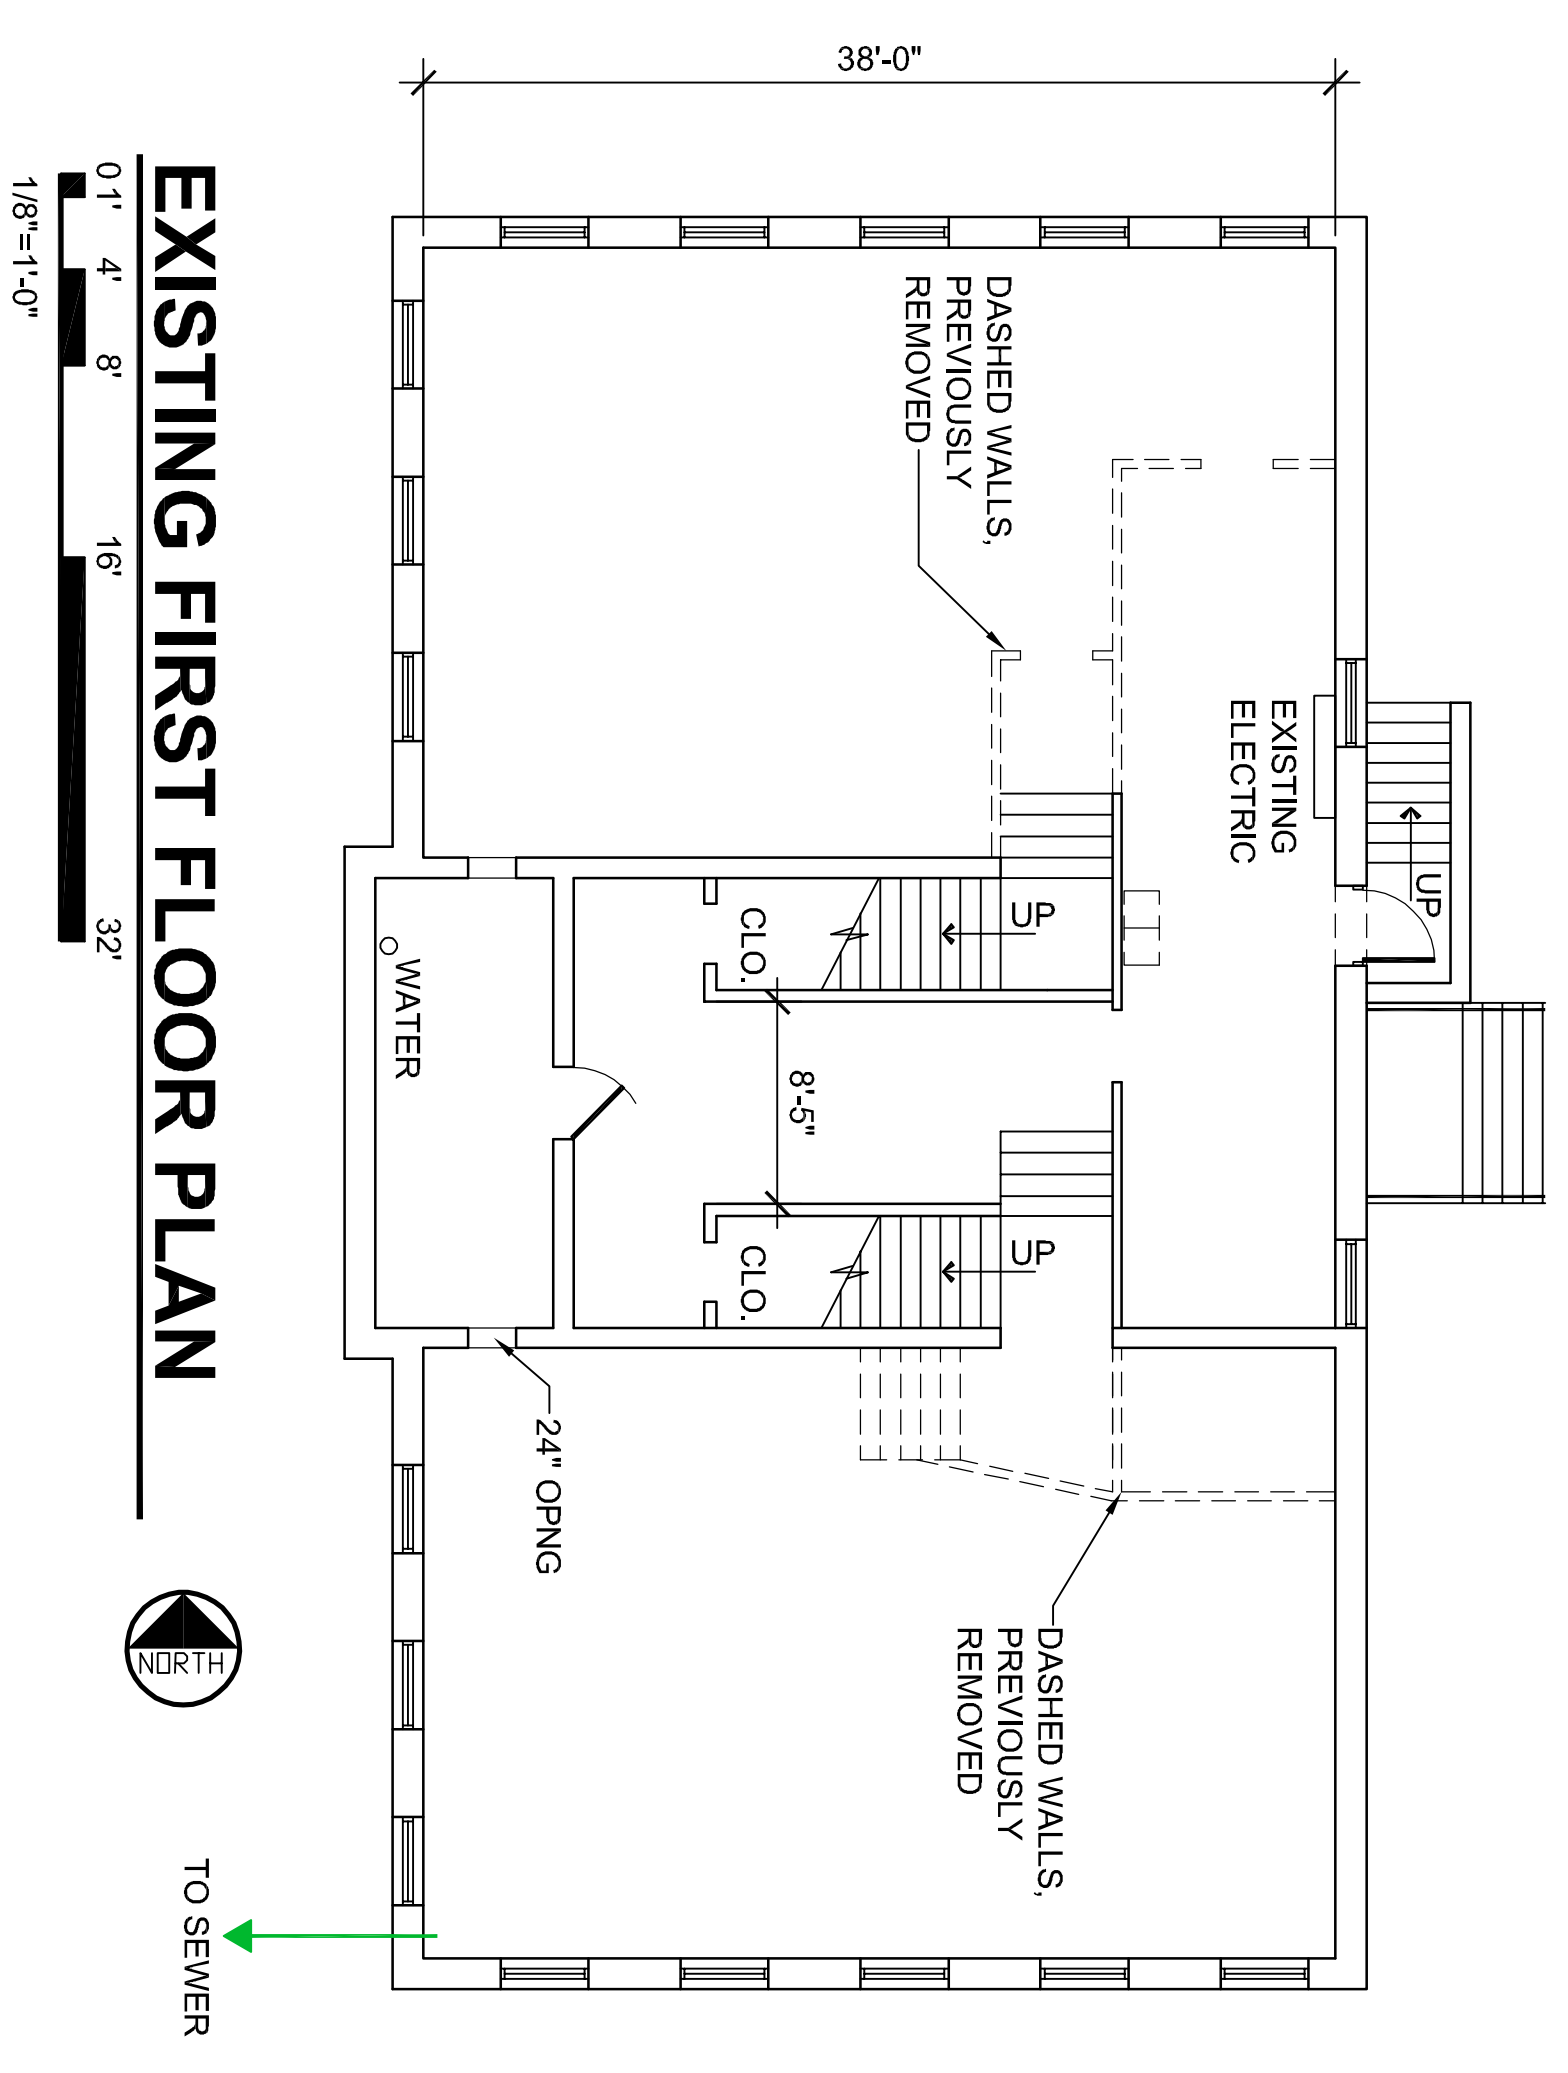 38'-0"
DASHED WALLS,
PREVIOUSLY
REMOVED
EXISTING
ELECTRIC
UP
UP
CLO.
WATER
8'-5"
UP
CLO.
24" OPNG
DASHED WALLS,
PREVIOUSLY
REMOVED
TO SEWER
EXISTING FIRST FLOOR PLAN
NORTH
0 1' 4' 8' 16' 32'
1/8"=1'-0"